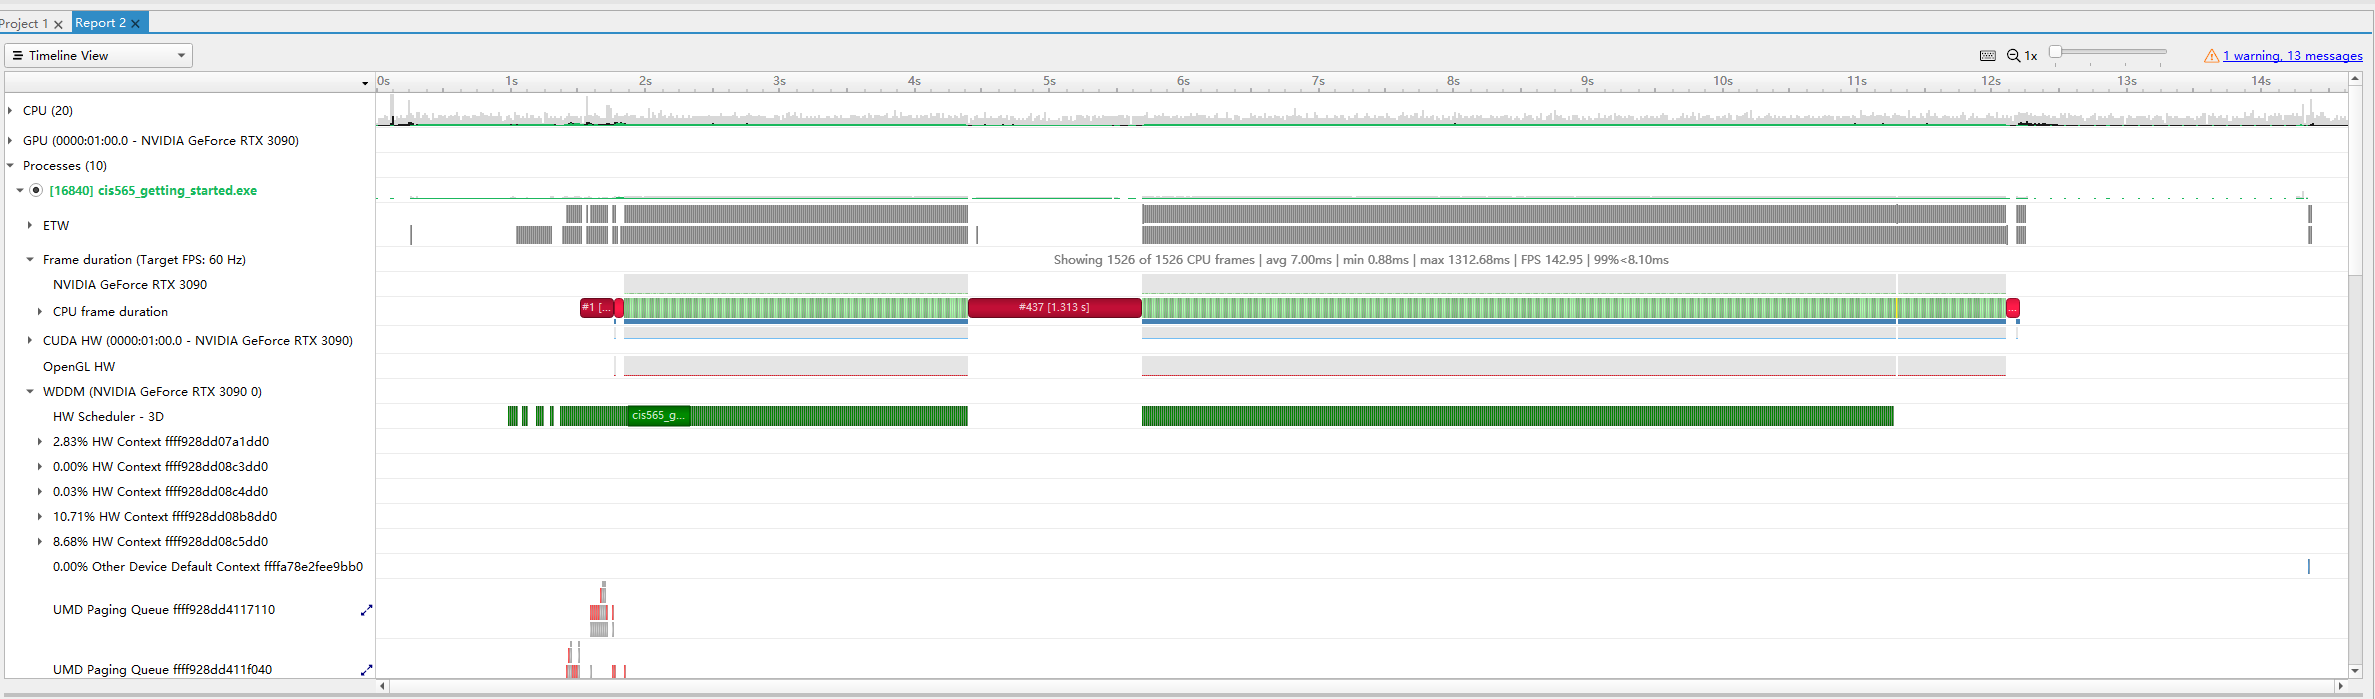 Project 1
Report 2
Timeline View
1x
1 warning, 13 messages
0s 1s 2s 3s 4s 5s 6s 7s 8s 9s 10s 11s 12s 13s 14s
CPU (20)
GPU (0000:01:00.0 - NVIDIA GeForce RTX 3090)
Processes (10)
[16840] cis565_getting_started.exe
ETW
Frame duration (Target FPS: 60 Hz)
Showing 1526 of 1526 CPU frames | avg 7.00ms | min 0.88ms | max 1312.68ms | FPS 142.95 | 99%<8.10ms
NVIDIA GeForce RTX 3090
CPU frame duration
#1 [...
#437 [1.313 s]
...
CUDA HW (0000:01:00.0 - NVIDIA GeForce RTX 3090)
OpenGL HW
WDDM (NVIDIA GeForce RTX 3090 0)
HW Scheduler - 3D
cis565_g...
2.83% HW Context ffff928dd07a1dd0
0.00% HW Context ffff928dd08c3dd0
0.03% HW Context ffff928dd08c4dd0
10.71% HW Context ffff928dd08b8dd0
8.68% HW Context ffff928dd08c5dd0
0.00% Other Device Default Context ffffa78e2fee9bb0
UMD Paging Queue ffff928dd4117110
UMD Paging Queue ffff928dd411f040